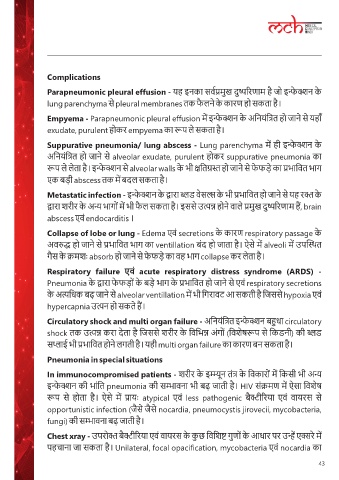 mch
Complications
Parapneumonic pleural effusion - यह इनका सर्वप्रमुख दुष्परिणाम है जो इन्फेक्शन के
lung parenchyma से pleural membranes तक फैलने के कारण हो सकता है।
Empyema - Parapneumonic pleural effusion में इन्फेक्शन के अनियंत्रित हो जाने से यहाँ
exudate, purulent होकर empyema का रूप ले सकता है।
Suppurative pneumonia/ lung abscess - Lung parenchyma में ही इन्फेक्शन के
अनियंत्रित हो जाने से alveolar exudate, purulent होकर suppurative pneumonia का
रूप ले लेता है। इन्फेक्शन से alveolar walls के भी क्षतिग्रस्त हो जाने से फेफड़े का प्रभावित भाग
एक बड़ी abscess तक में बदल सकता है।
Metastatic infection - इन्फेक्शन के द्वारा ब्लड वेसल्स के भी प्रभावित हो जाने से यह रक्त के
द्वारा शरीर के अन्य भागों में भी फैल सकता है। इससे उत्पन्न होने वाले प्रमुख दुष्परिणाम हैं, brain
abscess एवं endocarditis ।
Collapse of lobe or lung - Edema एवं secretions के कारण respiratory passage के
अवरुद्ध हो जाने से प्रभावित भाग का ventillation बंद हो जाता है। ऐसे में alveoli में उपस्थित
गैस के क्रमशः absorb हो जाने से फेफड़े का वह भाग collapse कर लेता है।
Respiratory failure एवं acute respiratory distress syndrome (ARDS) -
Pneumonia के द्वारा फेफड़ों के बड़े भाग के प्रभावित हो जाने से एवं respiratory secretions
के अत्यधिक बढ़ जाने से alveolar ventillation में भी गिरावट आ सकती है जिससे hypoxia एवं
hypercapnia उत्पन हो सकते हैं।
Circulatory shock and multi organ failure - अनियंत्रित इन्फेक्शन बहुधा circulatory
shock तक उत्पन्न करा देता है जिससे शरीर के विभिन्न अंगों (विशेषरूप से किडनी) की ब्लड
सप्लाई भी प्रभावित होने लगती है। यही multi organ failure का कारण बन सकता है।
Pneumonia in special situations
In immunocompromised patients - शरीर के इम्यून तंत्र के विकारों में किसी भी अन्य
इन्फेक्शन की भांति pneumonia की सम्भावना भी बढ़ जाती है। HIV संक्रमण में ऐसा विशेष
रूप से होता है। ऐसे में प्रायः atypical एवं less pathogenic बैक्टीरिया एवं वायरस से
opportunistic infection (जैसे जैसे nocardia, pneumocystis jirovecii, mycobacteria,
fungi) की सम्भावना बढ़ जाती है।
Chest xray - उपरोक्त बैक्टीरिया एवं वायरस के कुछ विशिष्ट गुणों के आधार पर उन्हें एक्सरे में
पहचाना जा सकता है। Unilateral, focal opacification, mycobacteria एवं nocardia का
43